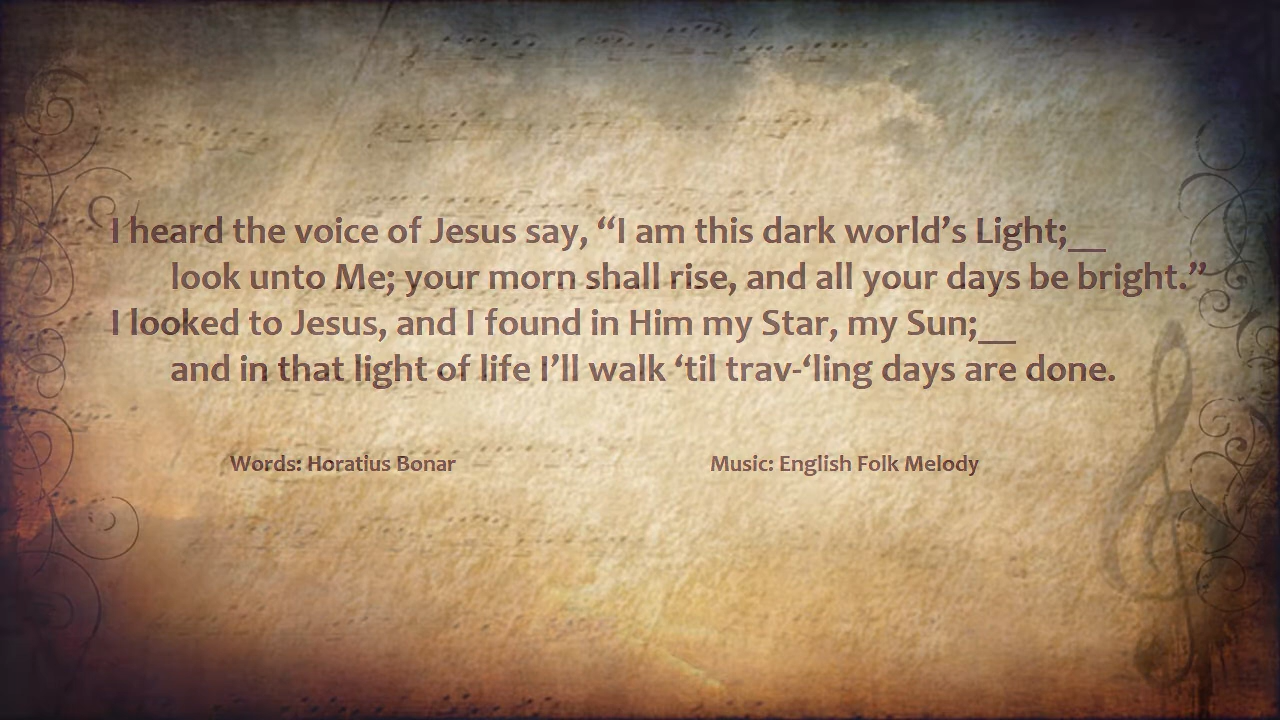 I heard the voice of Jesus say, “I am this dark world’s Light;__
look unto Me; your morn shall rise, and all your days be bright.”
I looked to Jesus, and I found in Him my Star, my Sun;__
and in that light of life I’ll walk ‘til trav-‘ling days are done.
Words: Horatius Bonar
Music: English Folk Melody